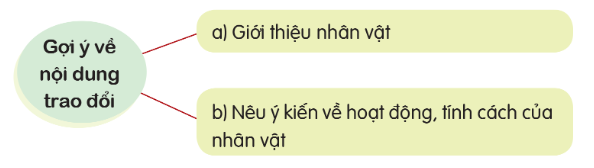 Gợi ý về
nội dung
trao đổi
a) Giới thiệu nhân vật
b) Nêu ý kiến về hoạt động, tính cách của
nhân vật